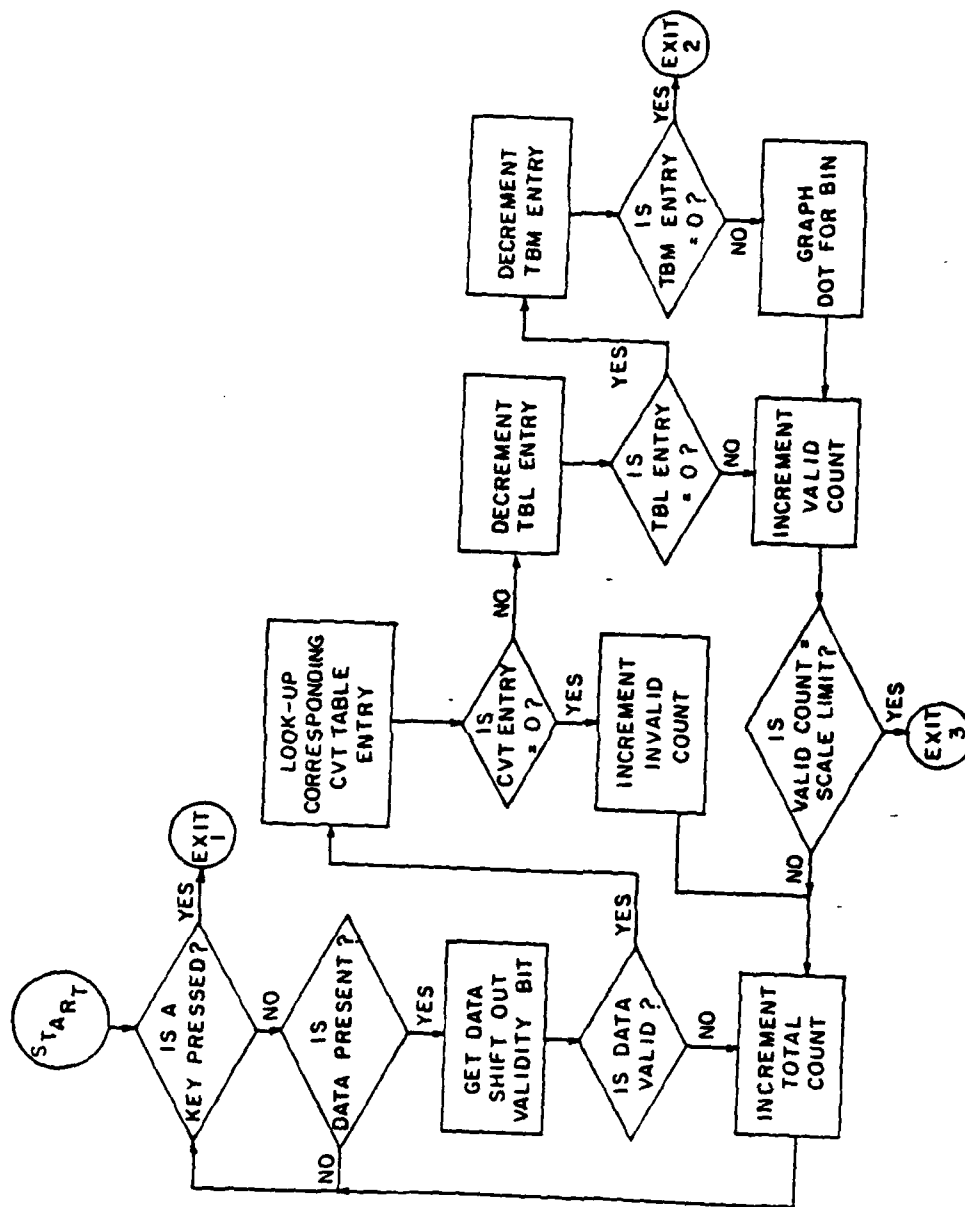 START
IS A
KEY PRESSED?
YES
EXIT
1
NO
IS
DATA PRESENT?
NO
YES
GET DATA
SHIFT OUT
VALIDITY BIT
IS DATA
VALID?
YES
NO
INCREMENT
TOTAL
COUNT
LOOK-UP
CORRESPONDING
CVT TABLE
ENTRY
IS
CVT ENTRY
= 0?
NO
YES
INCREMENT
INVALID
COUNT
DECREMENT
TBL ENTRY
IS
TBL ENTRY
= 0?
YES
NO
INCREMENT
VALID
COUNT
IS
VALID COUNT =
SCALE LIMIT?
NO
YES
EXIT
3
DECREMENT
TBM ENTRY
IS
TBM ENTRY
= 0?
YES
EXIT
2
NO
GRAPH
DOT FOR BIN